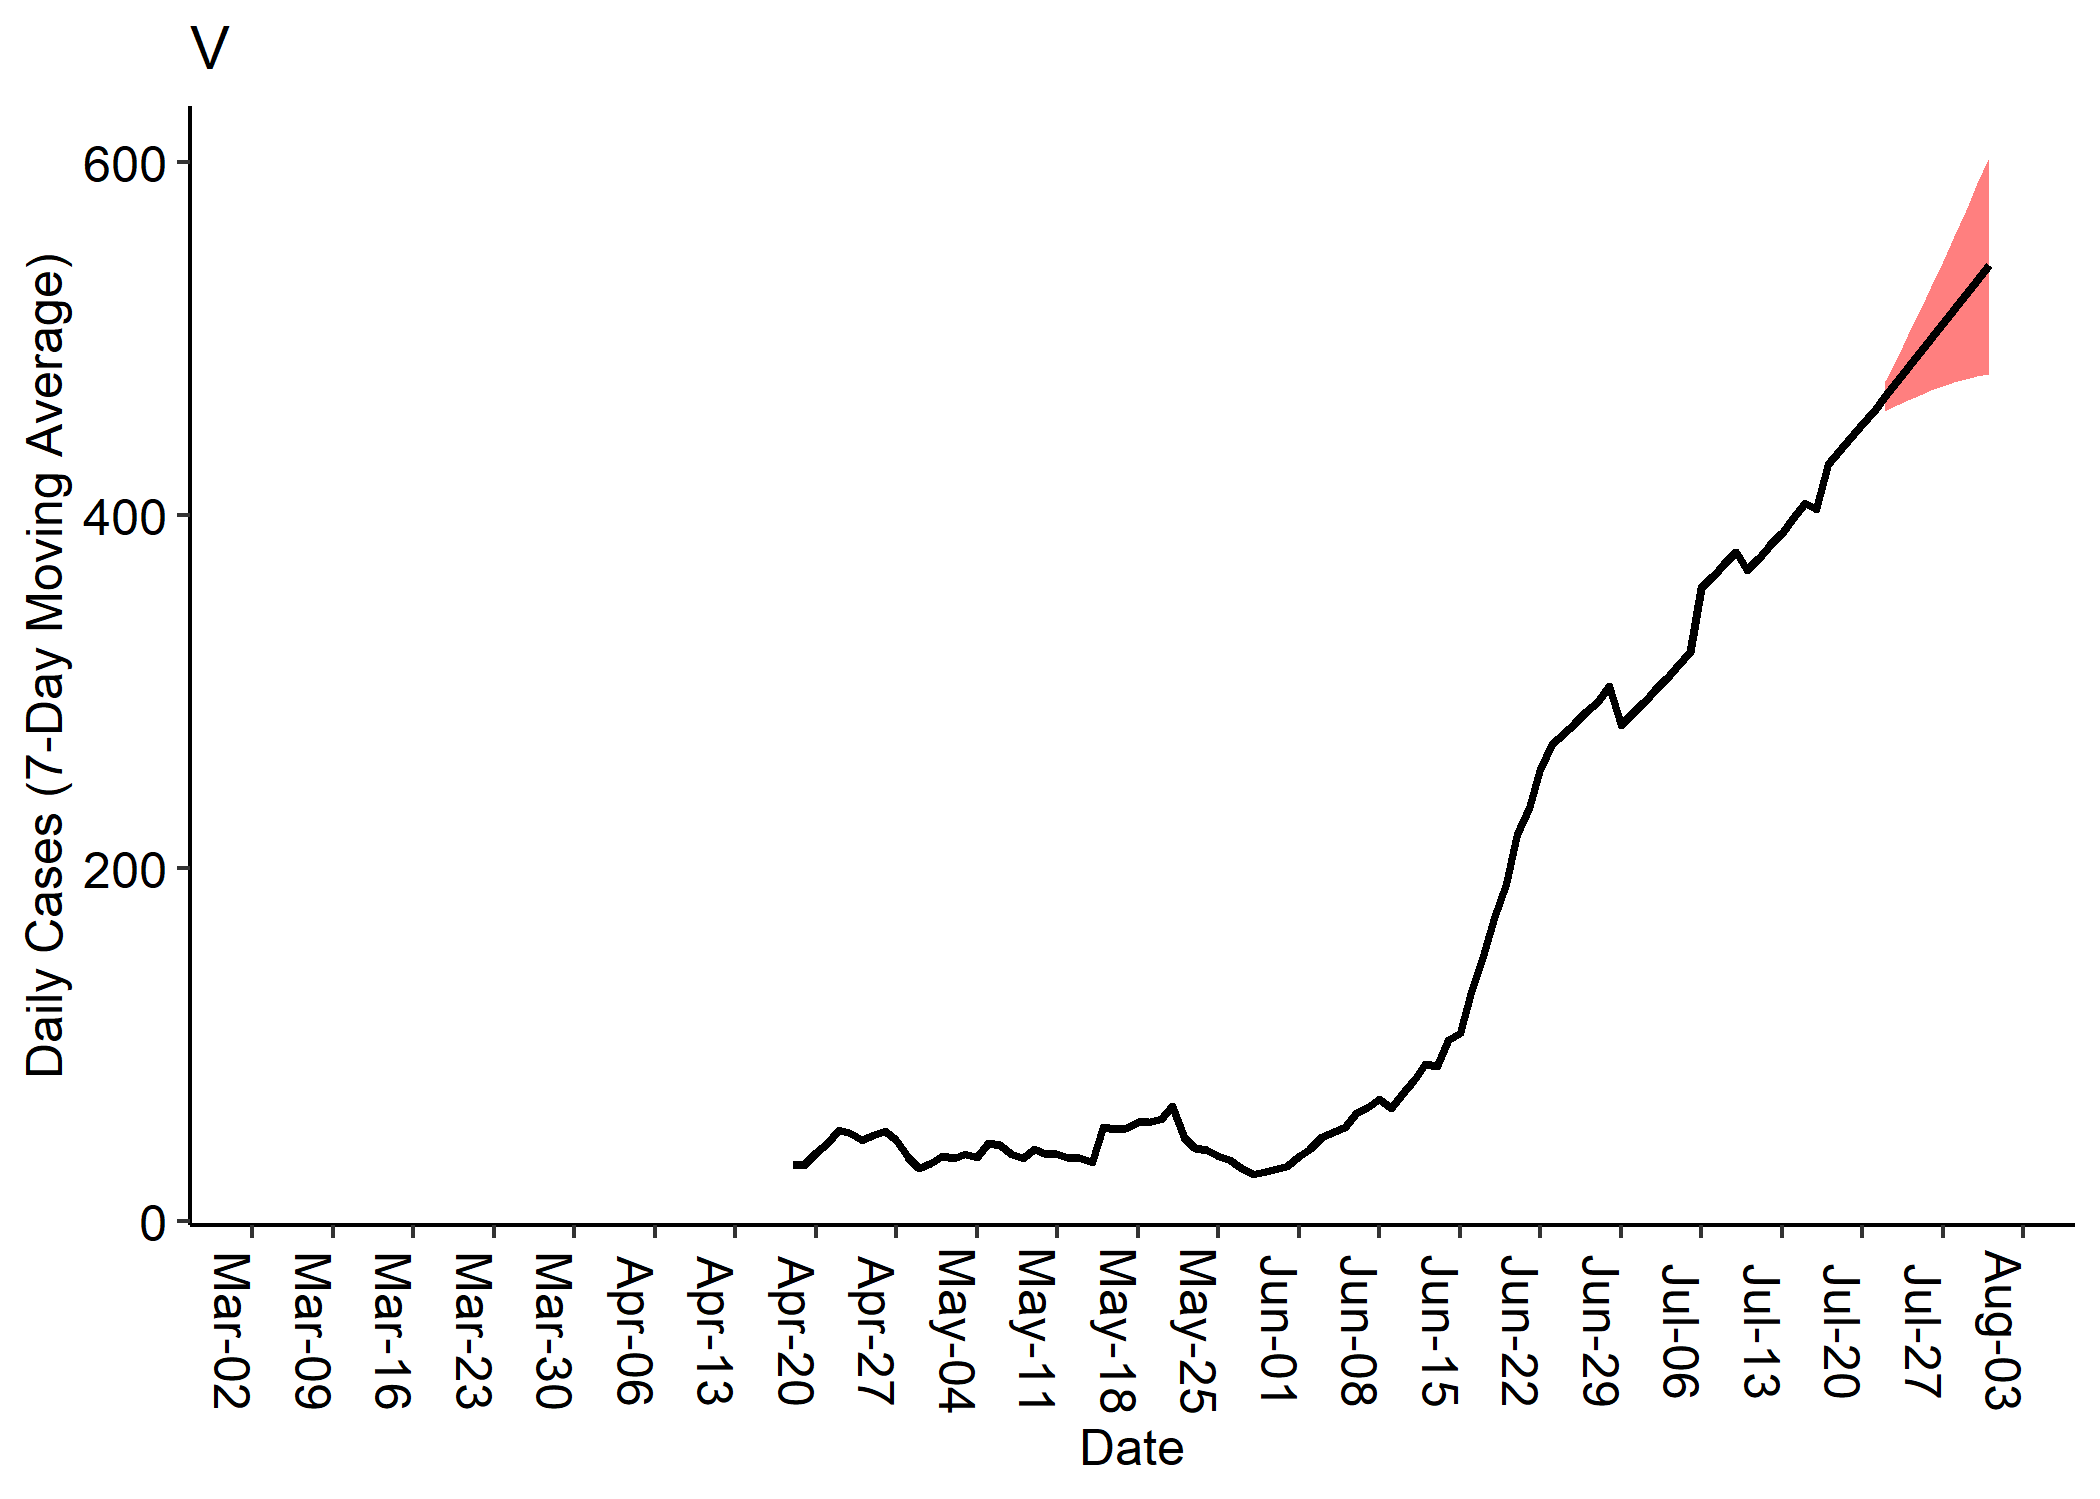 V
Daily Cases (7-Day Moving Average)
600
400
200
0
Mar-02
Mar-09
Mar-16
Mar-23
Mar-30
Apr-06
Apr-13
Apr-20
Apr-27
May-04
May-11
May-18
May-25
Jun-01
Jun-08
Jun-15
Jun-22
Jun-29
Jul-06
Jul-13
Jul-20
Jul-27
Aug-03
Date